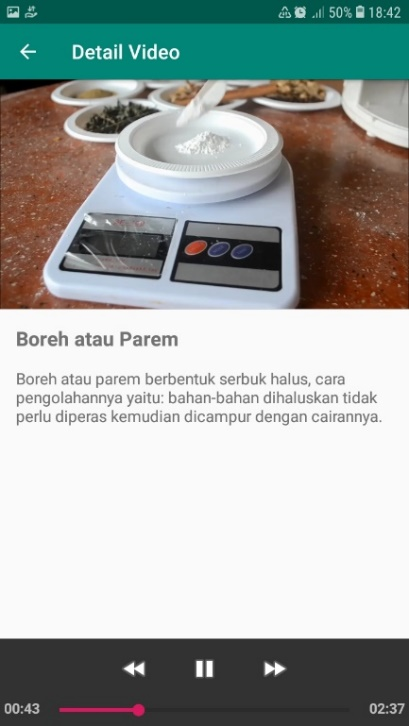 50% 18:42
Detail Video
Boreh atau Parem
Boreh atau parem berbentuk serbuk halus, cara
pengolahannya yaitu: bahan-bahan dihaluskan tidak
perlu diperas kemudian dicampur dengan cairannya.
00:43 02:37